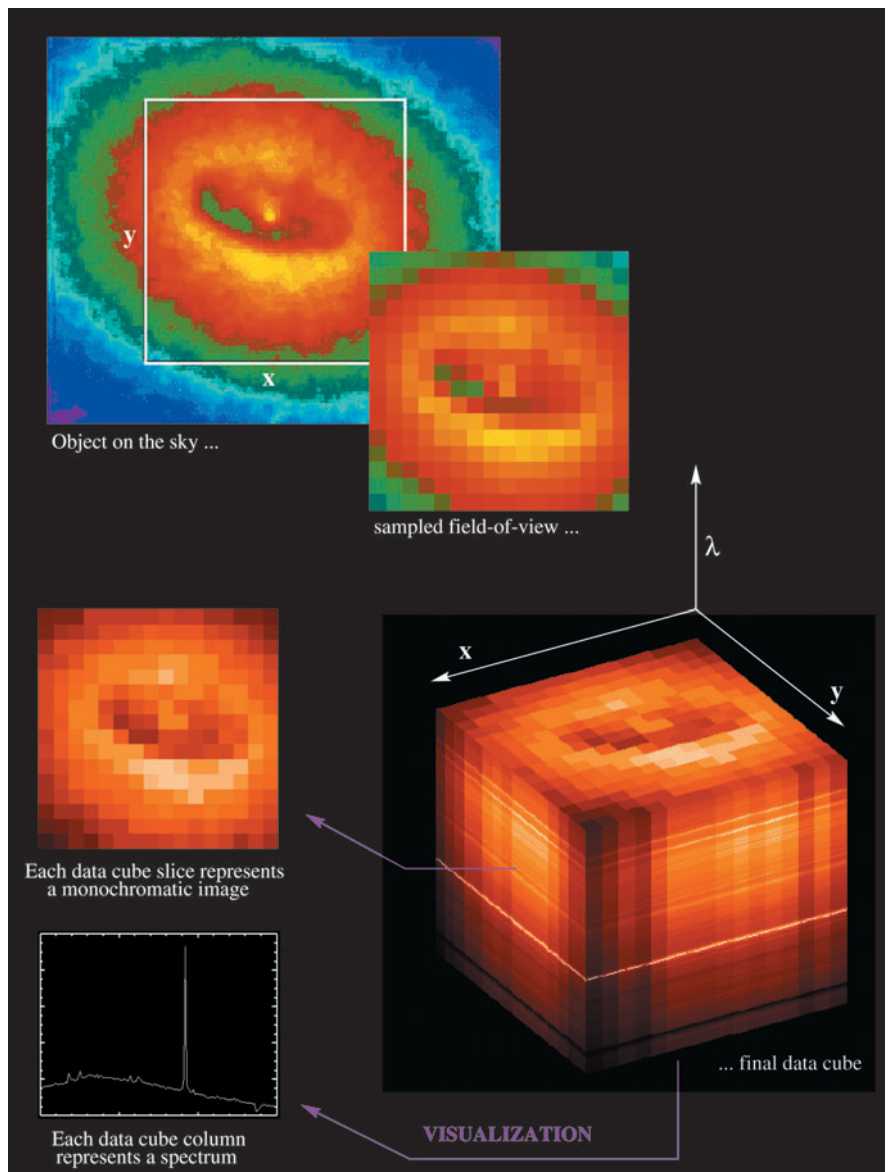 y
x
Object on the sky ...
sampled field-of-view ...
λ
x
y
Each data cube slice represents
a monochromatic image
... final data cube
VISUALIZATION
Each data cube column
represents a spectrum